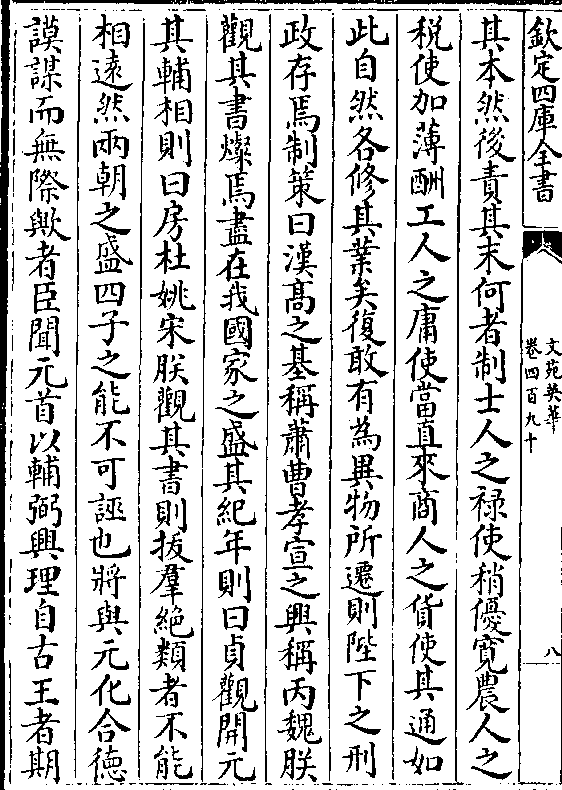 欽定四庫全書
文苑英華
卷四百九十
八
其本然後責其末何者制士人之禄使稍優寛農人之
税使加薄酬工人之庸使當直來商人之貨使其通如
此自然各修其業矣復敢有為異物所遷則陛下之刑
政存焉制策曰漢髙之基稱蕭曹孝宣之興稱丙魏朕
觀其書燦焉盡在我國家之盛其紀年則曰貞觀開元
其輔相則曰房杜姚宋朕觀其書則拔羣絶類者不能
相逺然兩朝之盛四子之能不可誣也將與元化合徳
謨謀而無際歟者臣聞元首以輔弼興理自古王者期